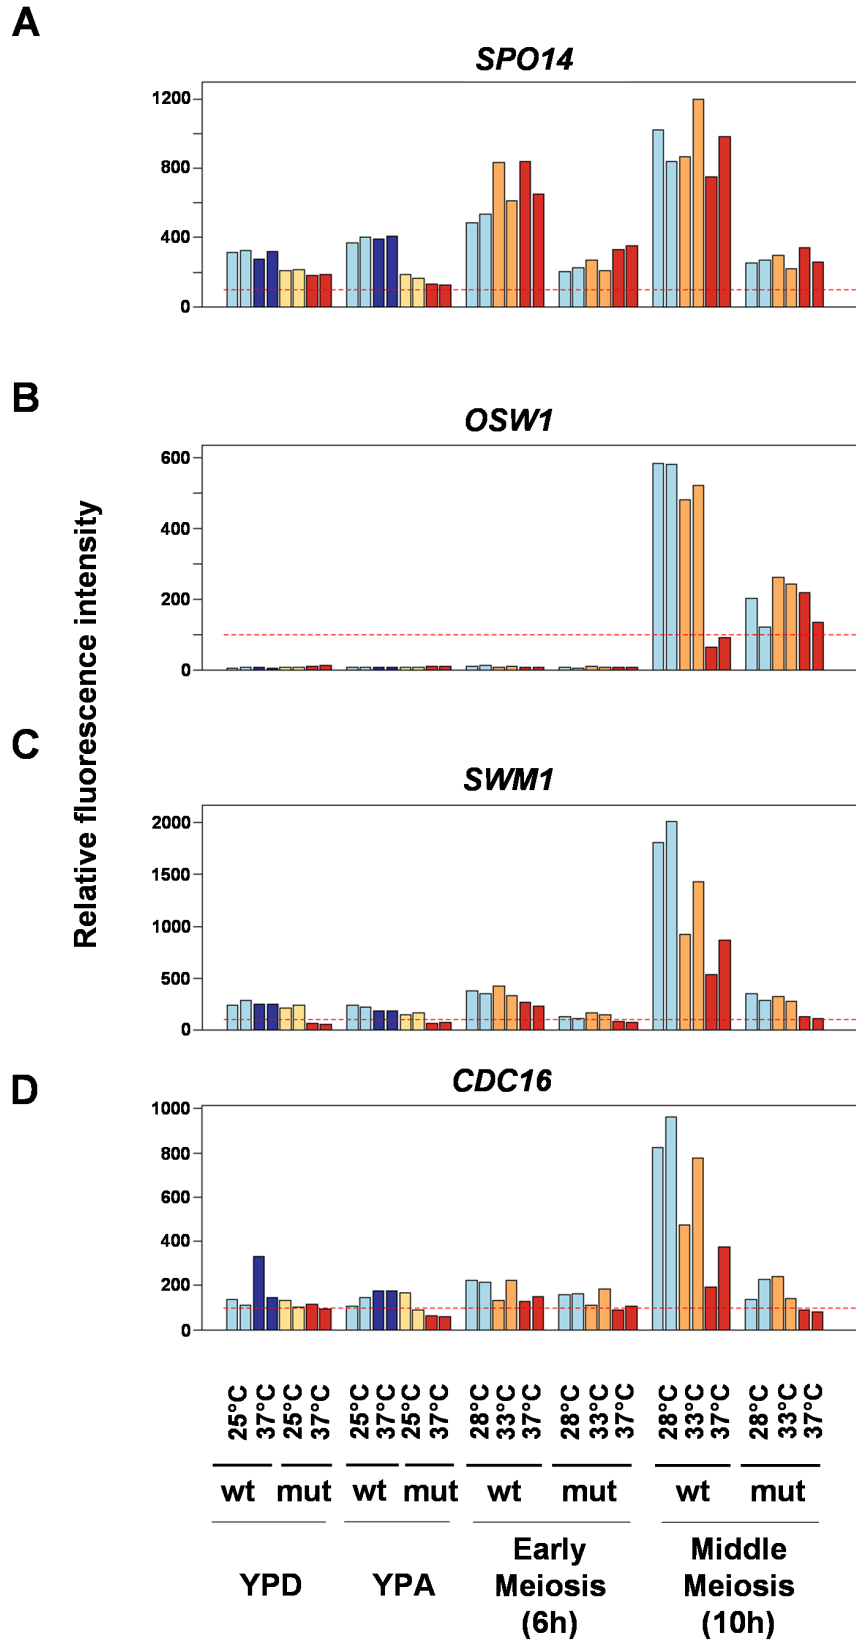 A
SPO14
1200
800
400
0
B
OSW1
600
400
200
0
Relative fluorescence intensity
C
SWM1
2000
1500
1000
500
0
D
CDC16
1000
800
600
400
200
0
25°C 37°C 25°C 37°C 25°C 37°C 25°C 37°C 28°C 33°C 37°C 28°C 33°C 37°C 28°C 33°C 37°C 28°C 33°C 37°C
wt mut wt mut wt mut wt mut
YPD YPA Early Meiosis (6h) Middle Meiosis (10h)